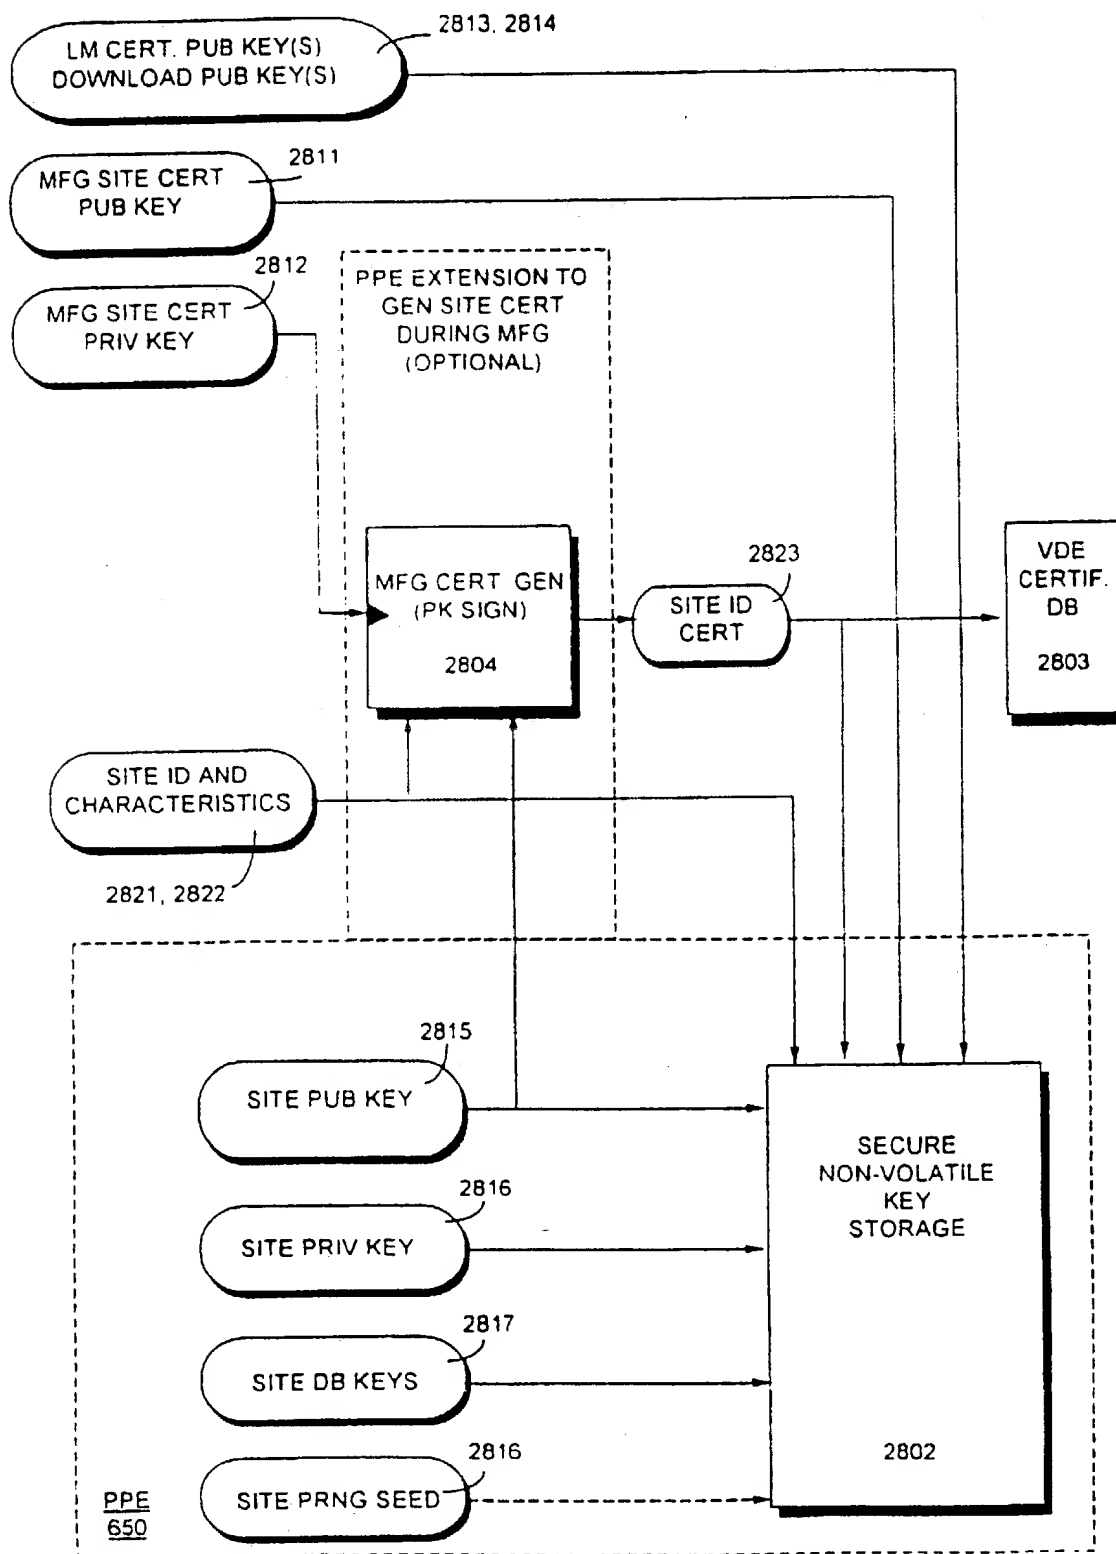 2813, 2814
LM CERT. PUB KEY(S)
DOWNLOAD PUB KEY(S)
2811
MFG SITE CERT
PUB KEY
2812
MFG SITE CERT
PRIV KEY
PPE EXTENSION TO
GEN SITE CERT
DURING MFG
(OPTIONAL)
MFG CERT GEN
(PK SIGN)
2804
2823
SITE ID
CERT
VDE
CERTIF.
DB
2803
SITE ID AND
CHARACTERISTICS
2821, 2822
2815
SITE PUB KEY
2816
SITE PRIV KEY
2817
SITE DB KEYS
2816
SITE PRNG SEED
SECURE
NON-VOLATILE
KEY
STORAGE
2802
PPE
650